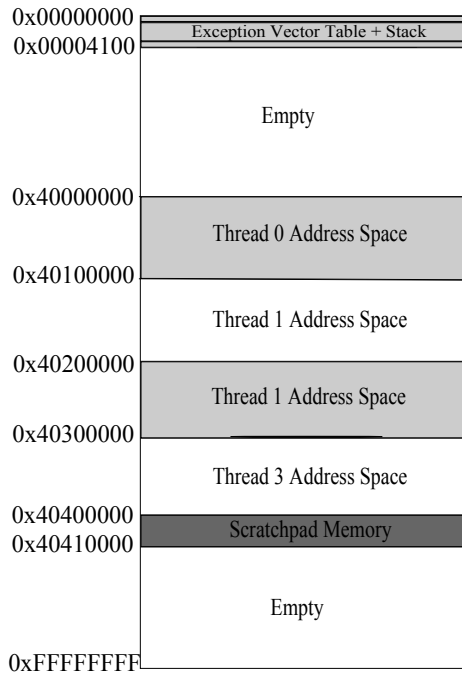 0x00000000
Exception Vector Table + Stack
0x00004100
Empty
0x40000000
Thread 0 Address Space
0x40100000
Thread 1 Address Space
0x40200000
Thread 1 Address Space
0x40300000
Thread 3 Address Space
0x40400000
Scratchpad Memory
0x40410000
Empty
0xFFFFFFFF